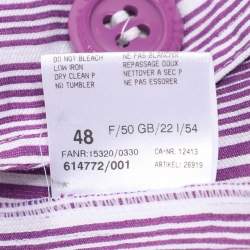 DO NOT BLEACH NE PAS BLANCHIR
LOW IRON REPASSAGE DOUX
DRY CLEAN P NETTOYER A SEC P
NO TUMBLER NE PAS ESSORER
48 F/50 GB/22 I/54
FANR:15320/0330 CA-NR. 12413
614772/001 ARTIKEL: 26919